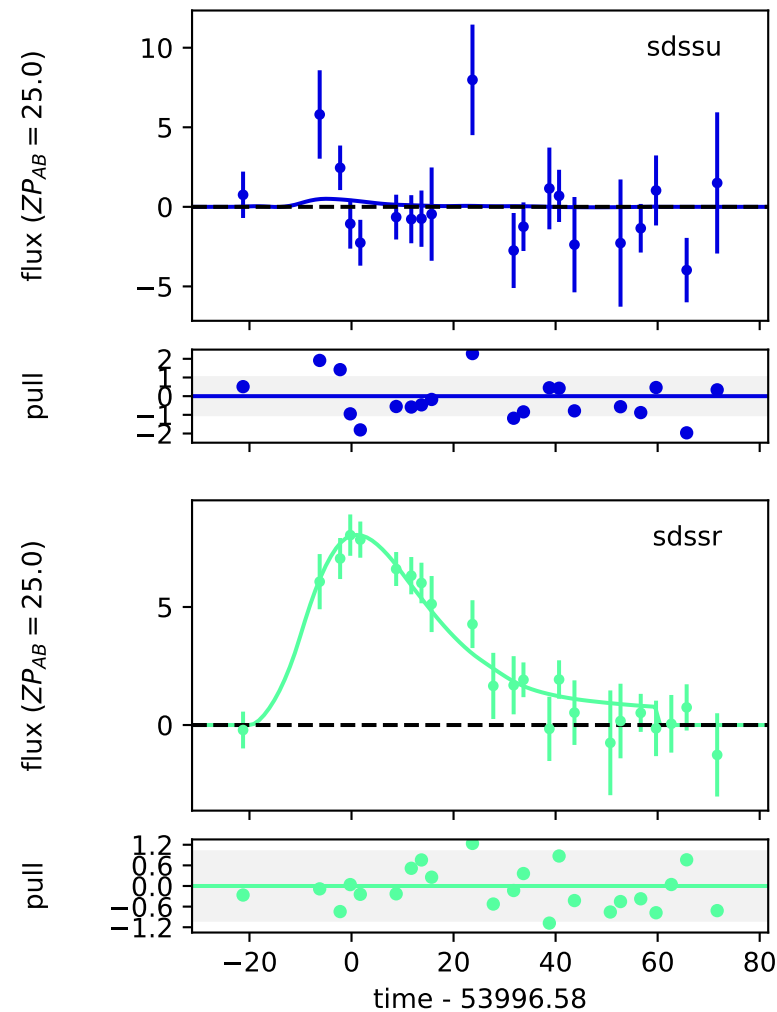 10
5
0
−5
flux (ZP_AB = 25.0)
sdssu
2
1
0
−1
−2
pull
5
0
flux (ZP_AB = 25.0)
sdssr
1.2
0.6
0.0
−0.6
−1.2
pull
−20 0 20 40 60 80
time - 53996.58